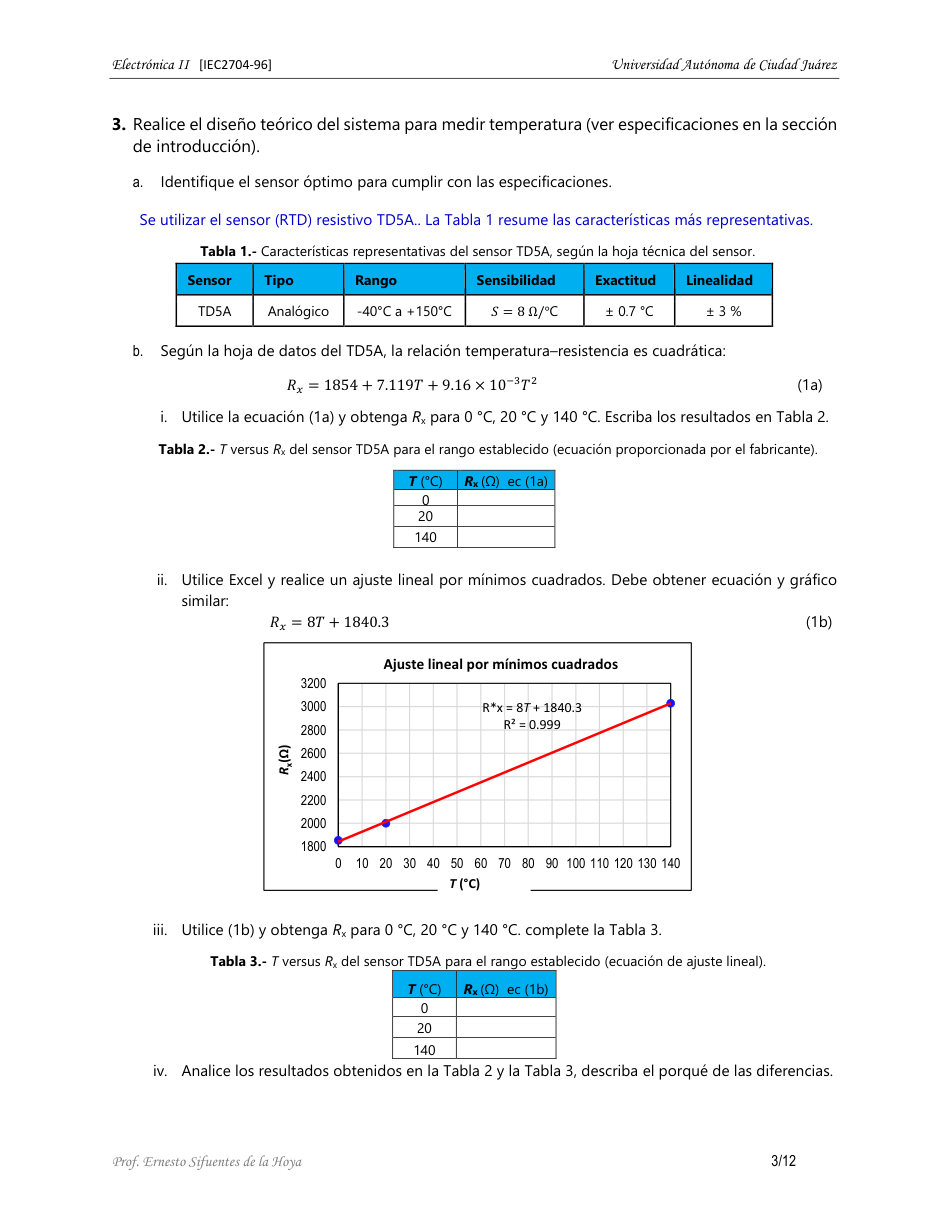 Electrónica II [IEC2704-96] Universidad Autónoma de Ciudad Juárez
3. Realice el diseño teórico del sistema para medir temperatura (ver especificaciones en la sección
de introducción).
a. Identifique el sensor óptimo para cumplir con las especificaciones.
Se utilizar el sensor (RTD) resistivo TD5A.. La Tabla 1 resume las características más representativas.
Tabla 1.- Características representativas del sensor TD5A, según la hoja técnica del sensor.
Sensor Tipo Rango Sensibilidad Exactitud Linealidad
TD5A Analógico -40°C a +150°C S = 8 Ω/°C ± 0.7 °C ± 3 %
b. Según la hoja de datos del TD5A, la relación temperatura–resistencia es cuadrática:
Rₓ = 1854 + 7.119T + 9.16 × 10⁻³T² (1a)
i. Utilice la ecuación (1a) y obtenga Rₓ para 0 °C, 20 °C y 140 °C. Escriba los resultados en Tabla 2.
Tabla 2.- T versus Rₓ del sensor TD5A para el rango establecido (ecuación proporcionada por el fabricante).
T (°C) Rₓ (Ω) ec (1a)
0
20
140
ii. Utilice Excel y realice un ajuste lineal por mínimos cuadrados. Debe obtener ecuación y gráfico
similar:
Rₓ = 8T + 1840.3 (1b)
Ajuste lineal por mínimos cuadrados
R*x = 8T + 1840.3
R² = 0.999
Rₓ(Ω)
3200
3000
2800
2600
2400
2200
2000
1800
0 10 20 30 40 50 60 70 80 90 100 110 120 130 140
T (°C)
iii. Utilice (1b) y obtenga Rₓ para 0 °C, 20 °C y 140 °C. complete la Tabla 3.
Tabla 3.- T versus Rₓ del sensor TD5A para el rango establecido (ecuación de ajuste lineal).
T (°C) Rₓ (Ω) ec (1b)
0
20
140
iv. Analice los resultados obtenidos en la Tabla 2 y la Tabla 3, describa el porqué de las diferencias.
Prof. Ernesto Sifuentes de la Hoya 3/12